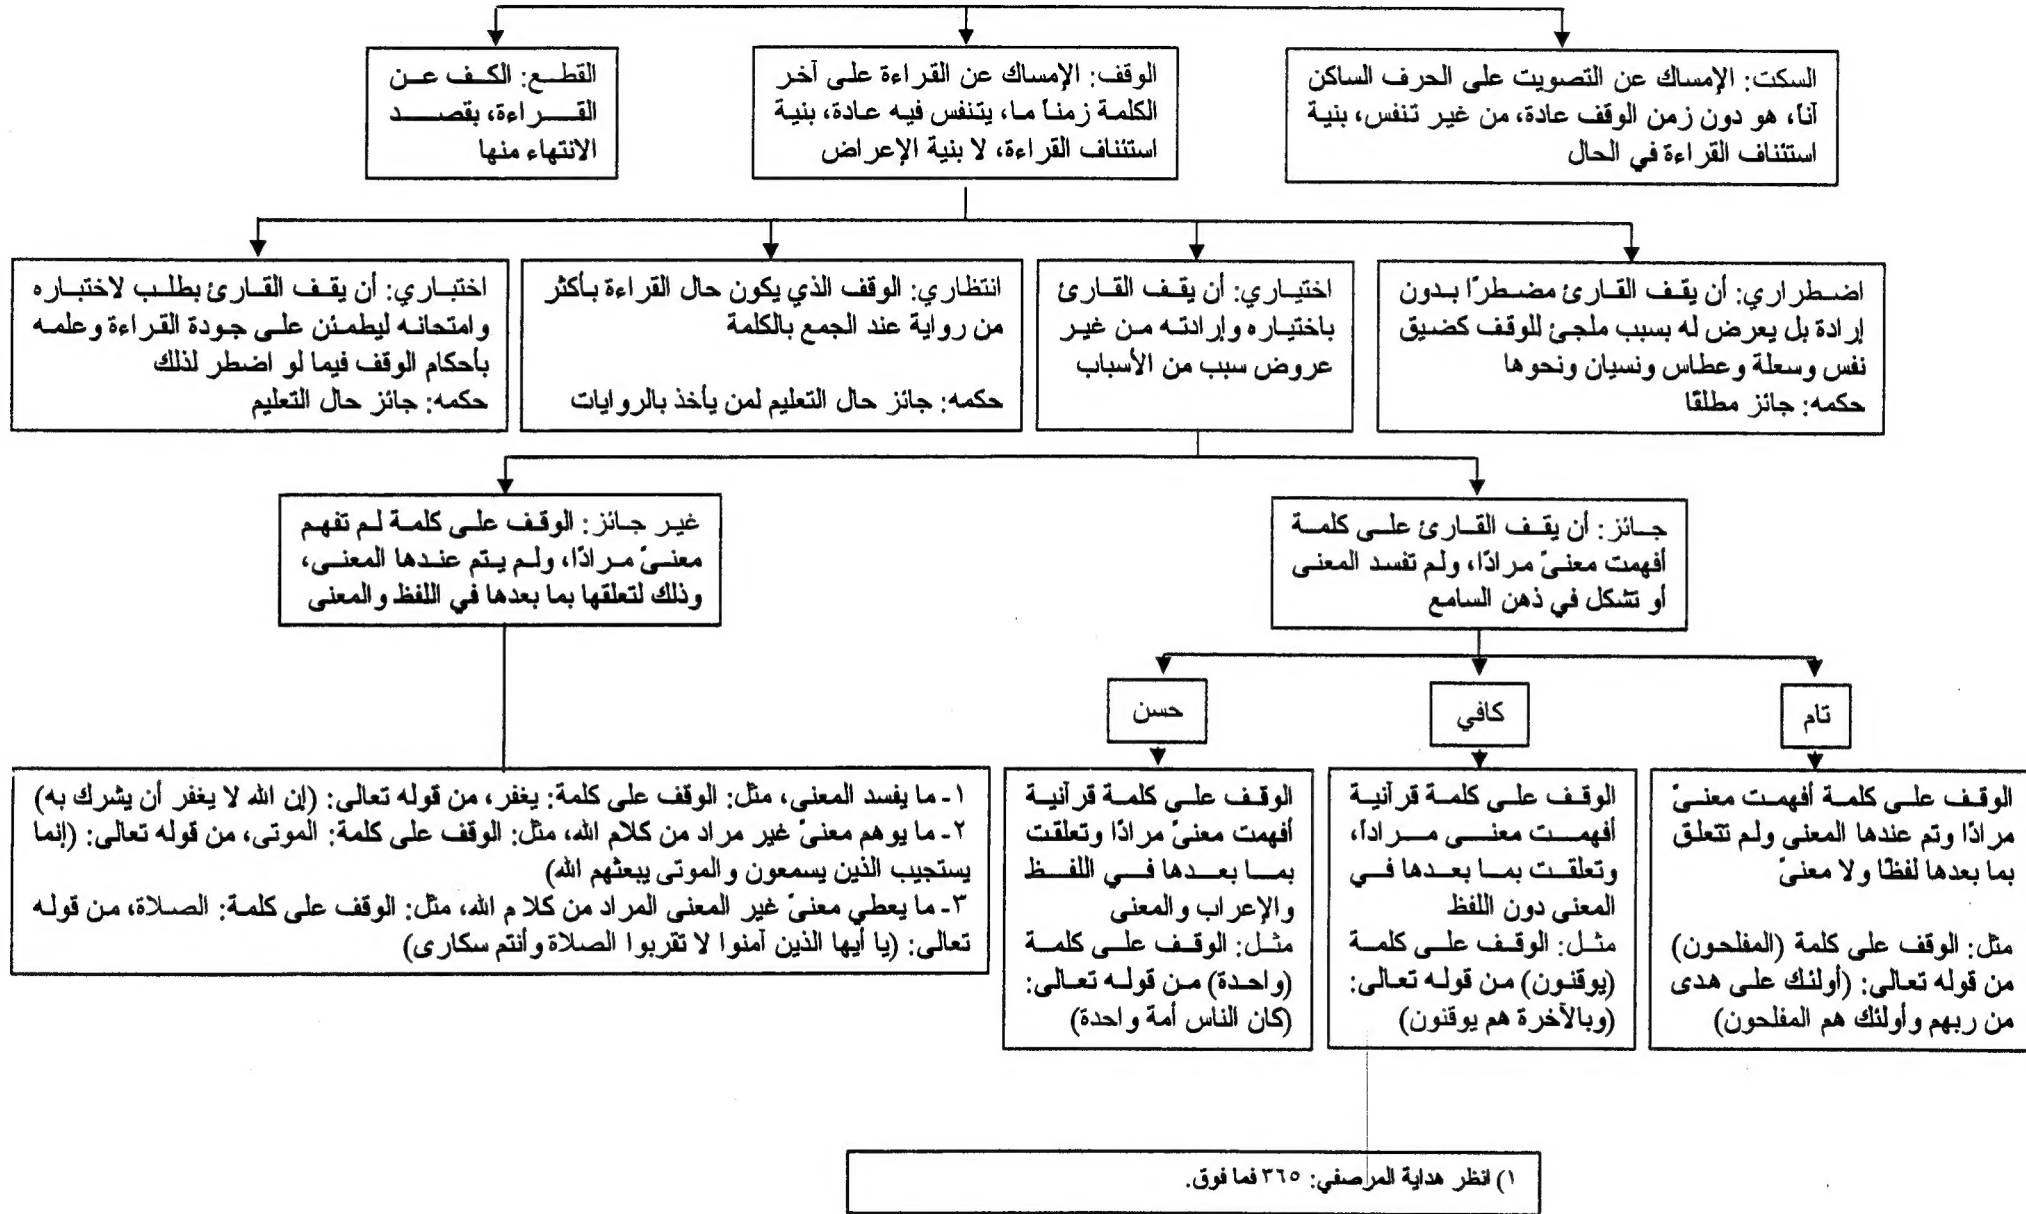 السكت: الإمساك عن التصويت على الحرف الساكن
آنا، هو دون زمن الوقف عادة، من غير تنفس، بنية
استئناف القراءة في الحال
الوقف: الإمساك عن القراءة على آخر
الكلمة زمناً ما، يتنفس فيه عادة، بنية
استئناف القراءة، لا بنية الإعراض
القطع: الكف عن
القراءة، بقصد
الانتهاء منها
اضطراري: أن يقف القارئ مضطرًا بدون
إرادة بل يعرض له بسبب ملجئ للوقف كضيق
نفس وسعلة وعطاس ونسيان ونحوها
حكمه: جائز مطلقًا
اختياري: أن يقف القارئ
باختياره وإرادته من غير
عروض سبب من الأسباب
انتظاري: الوقف الذي يكون حال القراءة بأكثر
من رواية عند الجمع بالكلمة
حكمه: جائز حال التعليم لمن يأخذ بالروايات
اختباري: أن يقف القارئ بطلب لاختباره
وامتحانه ليطمئن على جودة القراءة وعلمه
بأحكام الوقف فيما لو اضطر لذلك
حكمه: جائز حال التعليم
جائز: أن يقف القارئ على كلمة
أفهمت معنىً مرادًا، ولم تفسد المعنى
أو تشكل في ذهن السامع
غير جائز: الوقف على كلمة لم تفهم
معنىً مرادًا، ولم يتم عندها المعنى،
وذلك لتعلقها بما بعدها في اللفظ والمعنى
تام
كافي
حسن
الوقف على كلمة أفهمت معنىً
مرادًا وتم عندها المعنى ولم تتعلق
بما بعدها لفظًا ولا معنىً
مثل: الوقف على كلمة (المفلحون)
من قوله تعالى: (أولئك على هدى
من ربهم وأولئك هم المفلحون)
الوقف على كلمة قرآنية
أفهمت معنى مراداً،
وتعلقت بما بعدها في
المعنى دون اللفظ
مثل: الوقف على كلمة
(يوقنون) من قوله تعالى:
(وبالآخرة هم يوقنون)
الوقف على كلمة قرآنية
أفهمت معنىً مرادًا وتعلقت
بما بعدها في اللفظ
والإعراب والمعنى
مثل: الوقف على كلمة
(واحدة) من قوله تعالى:
(كان الناس أمة واحدة)
١- ما يفسد المعنى، مثل: الوقف على كلمة: يغفر، من قوله تعالى: (إن الله لا يغفر أن يشرك به)
٢- ما يوهم معنىً غير مراد من كلام الله، مثل: الوقف على كلمة: الموتى، من قوله تعالى: (إنما
يستجيب الذين يسمعون والموتى يبعثهم الله)
٣- ما يعطي معنىً غير المعنى المراد من كلام الله، مثل: الوقف على كلمة: الصلاة، من قوله
تعالى: (يا أيها الذين آمنوا لا تقربوا الصلاة وأنتم سكارى)
١) انظر هداية المرصفي: ٣٦٥ فما فوق.